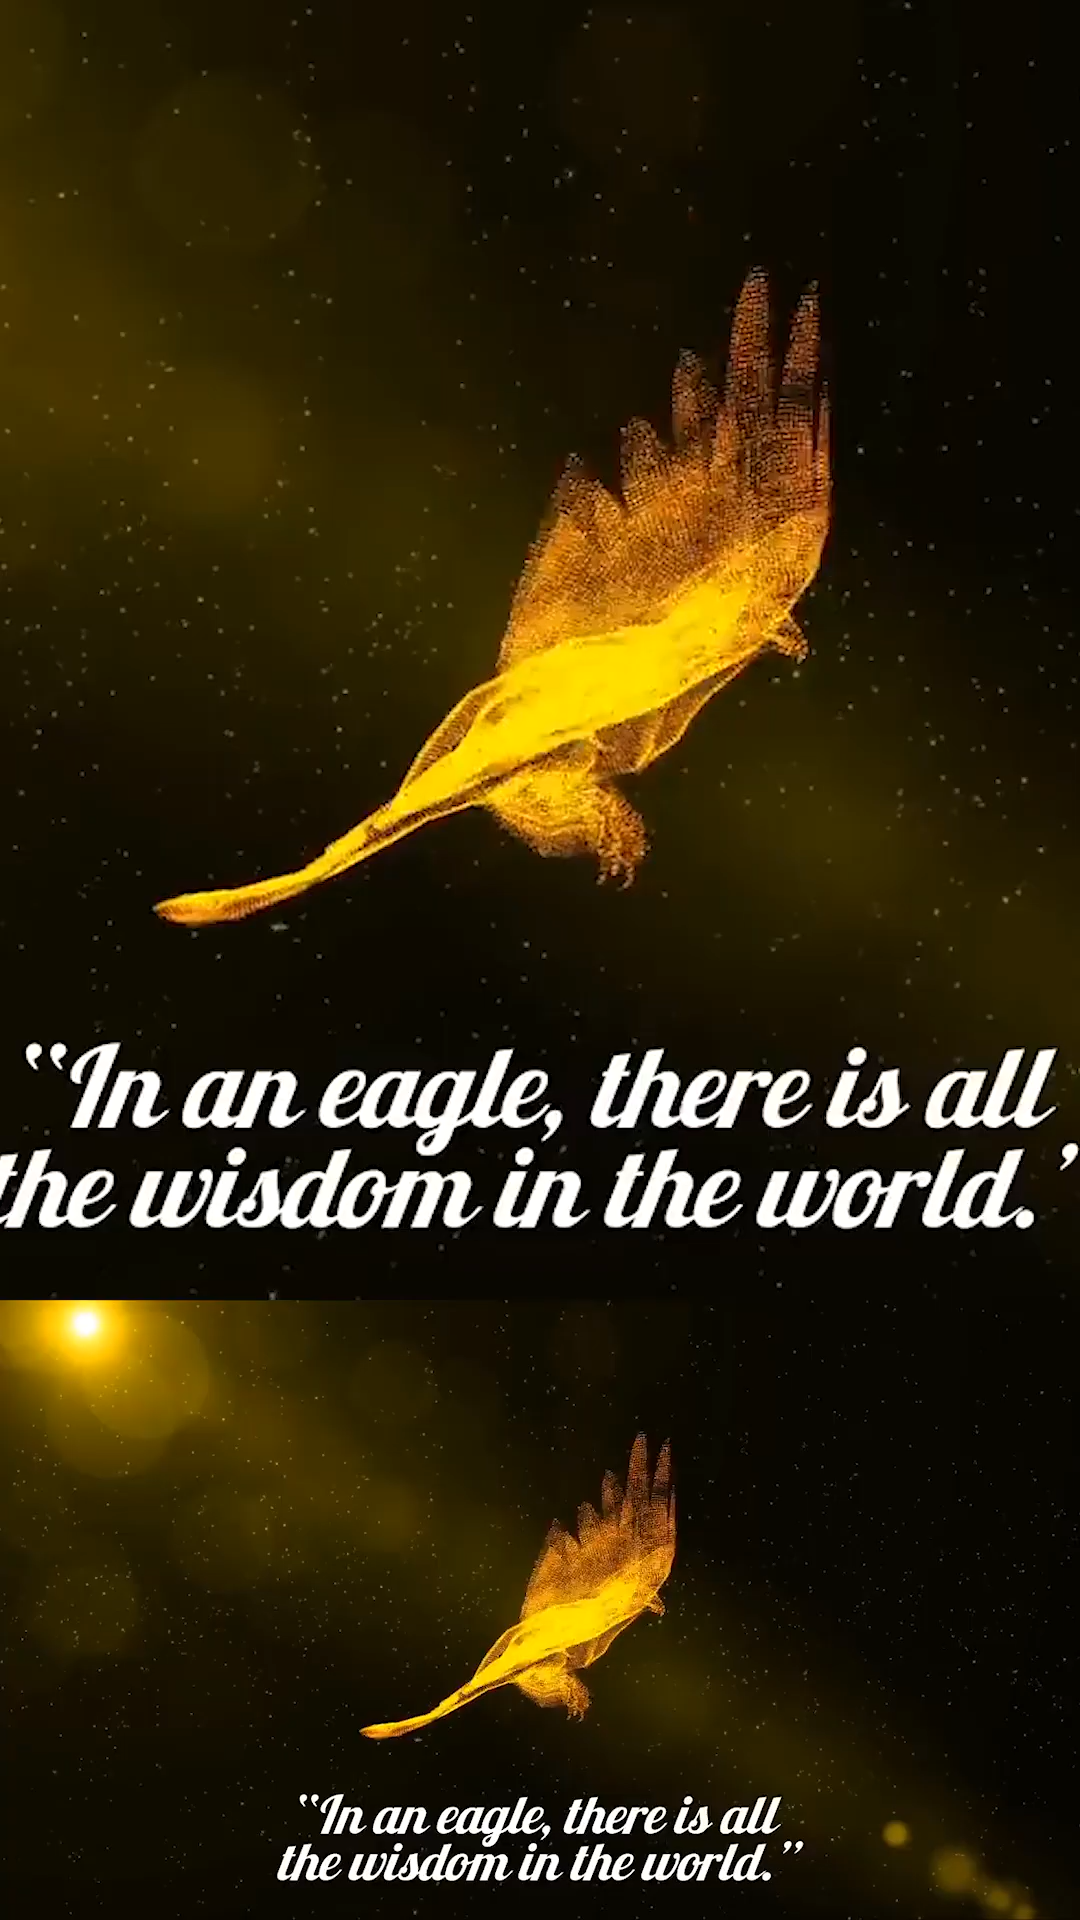 “In an eagle, there is all
the wisdom in the world.”
“In an eagle, there is all
the wisdom in the world.”